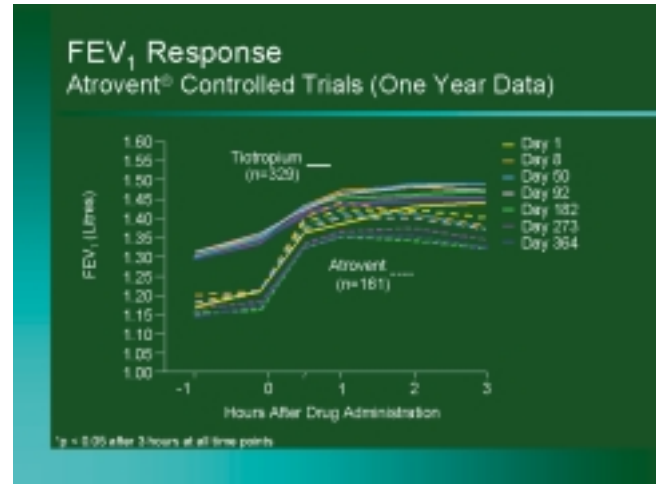 FEV₁ Response
Atrovent® Controlled Trials (One Year Data)
1.60
1.55
1.50
1.45
1.40
1.35
1.30
1.25
1.20
1.15
1.10
1.05
1.00
FEV₁ (Litres)
Tiotropium
(n=329)
Atrovent
(n=161)
Day 1
Day 8
Day 50
Day 92
Day 182
Day 273
Day 364
-1 0 1 2 3
Hours After Drug Administration
*p < 0.05 after 3 hours at all time points